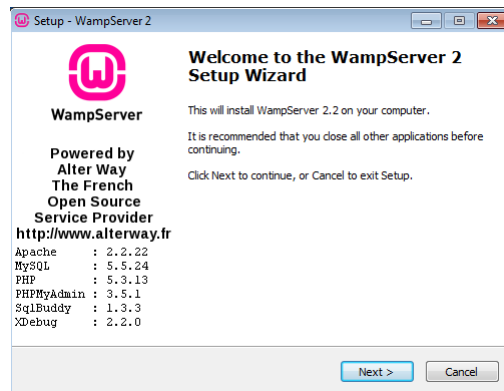 Setup - WampServer 2
WampServer
Powered by
Alter Way
The French
Open Source
Service Provider
http://www.alterway.fr
Apache : 2.2.22
MySQL : 5.5.24
PHP : 5.3.13
PHPMyAdmin : 3.5.1
SqlBuddy : 1.3.3
XDebug : 2.2.0
Welcome to the WampServer 2
Setup Wizard
This will install WampServer 2.2 on your computer.
It is recommended that you close all other applications before
continuing.
Click Next to continue, or Cancel to exit Setup.
Next >
Cancel